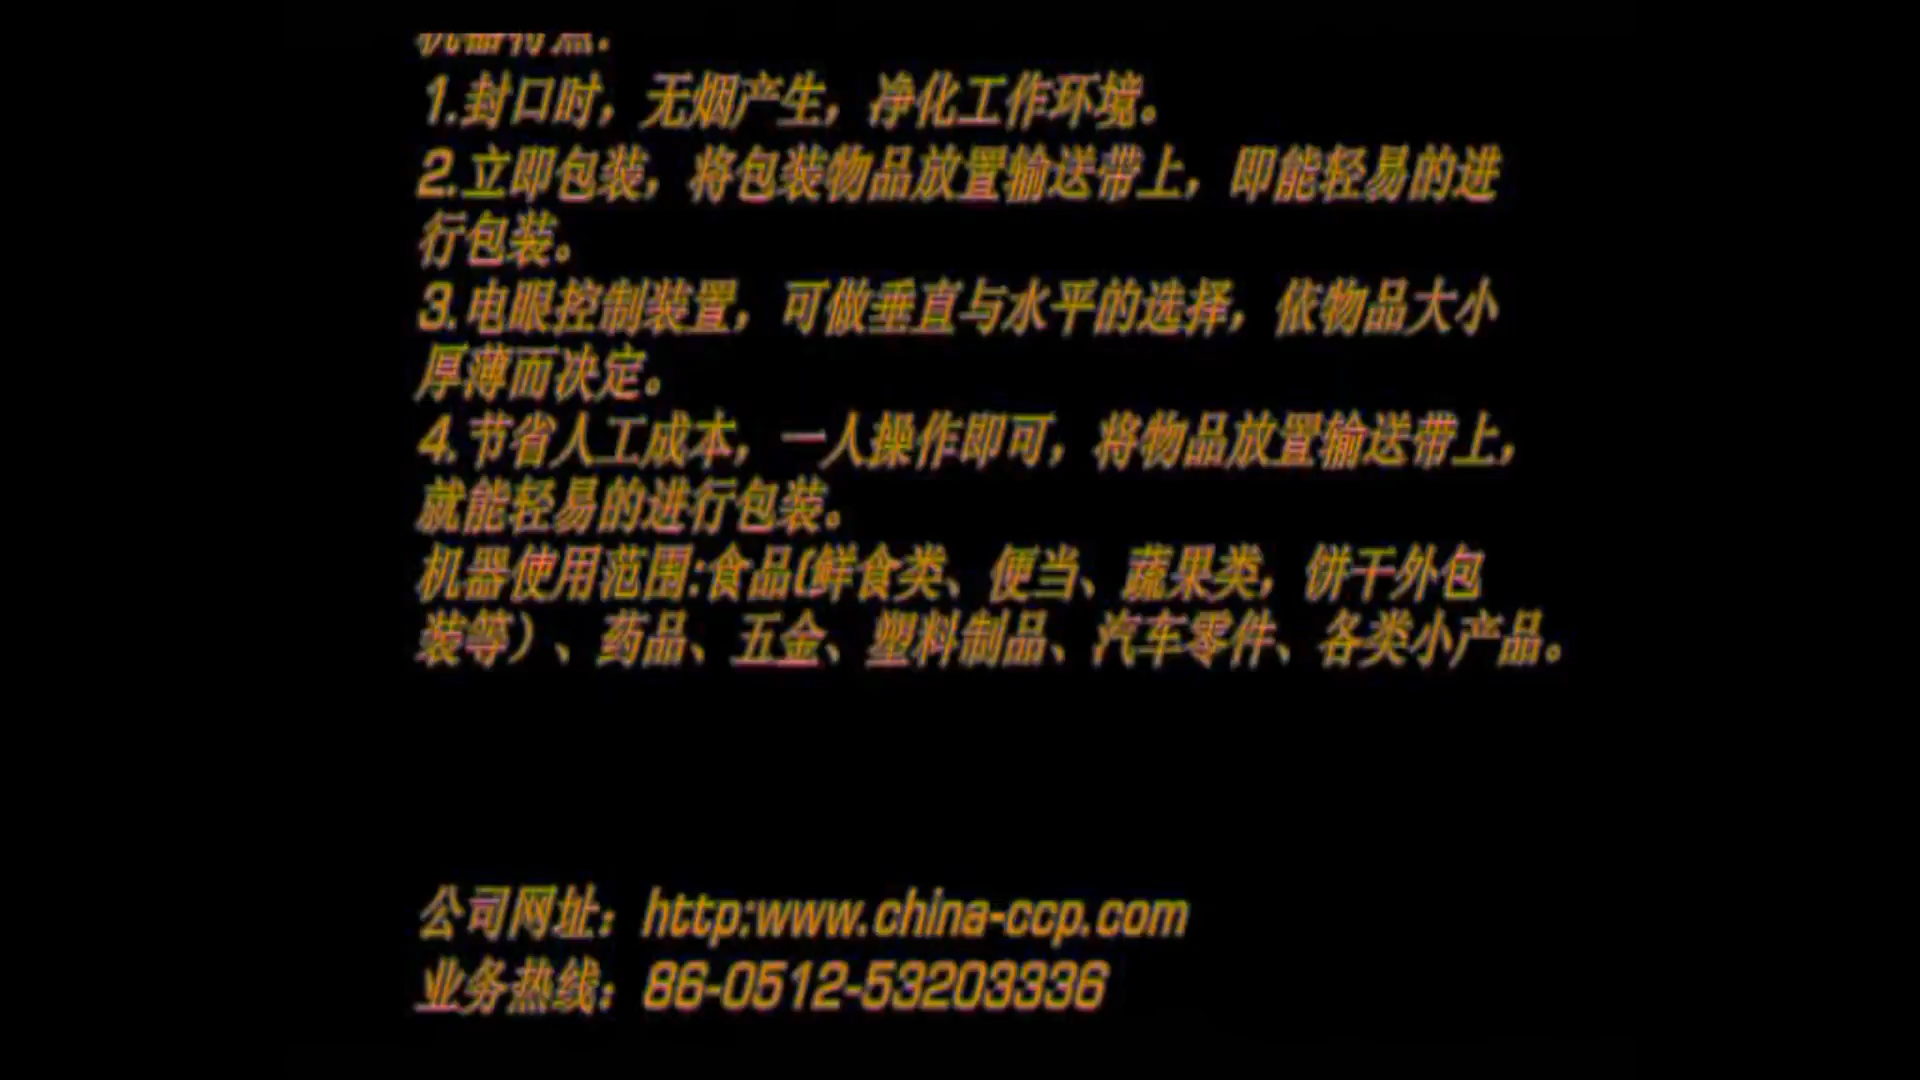 机器特点：
1.封口时，无烟产生，净化工作环境。
2.立即包装，将包装物品放置输送带上，即能轻易的进
行包装。
3.电眼控制装置，可做垂直与水平的选择，依物品大小
厚薄而决定。
4.节省人工成本，一人操作即可，将物品放置输送带上，
就能轻易的进行包装。
机器使用范围:食品(鲜食类、便当、蔬果类，饼干外包
装等）、药品、五金、塑料制品、汽车零件、各类小产品。
公司网址：http:www.china-ccp.com
业务热线：86-0512-53203336